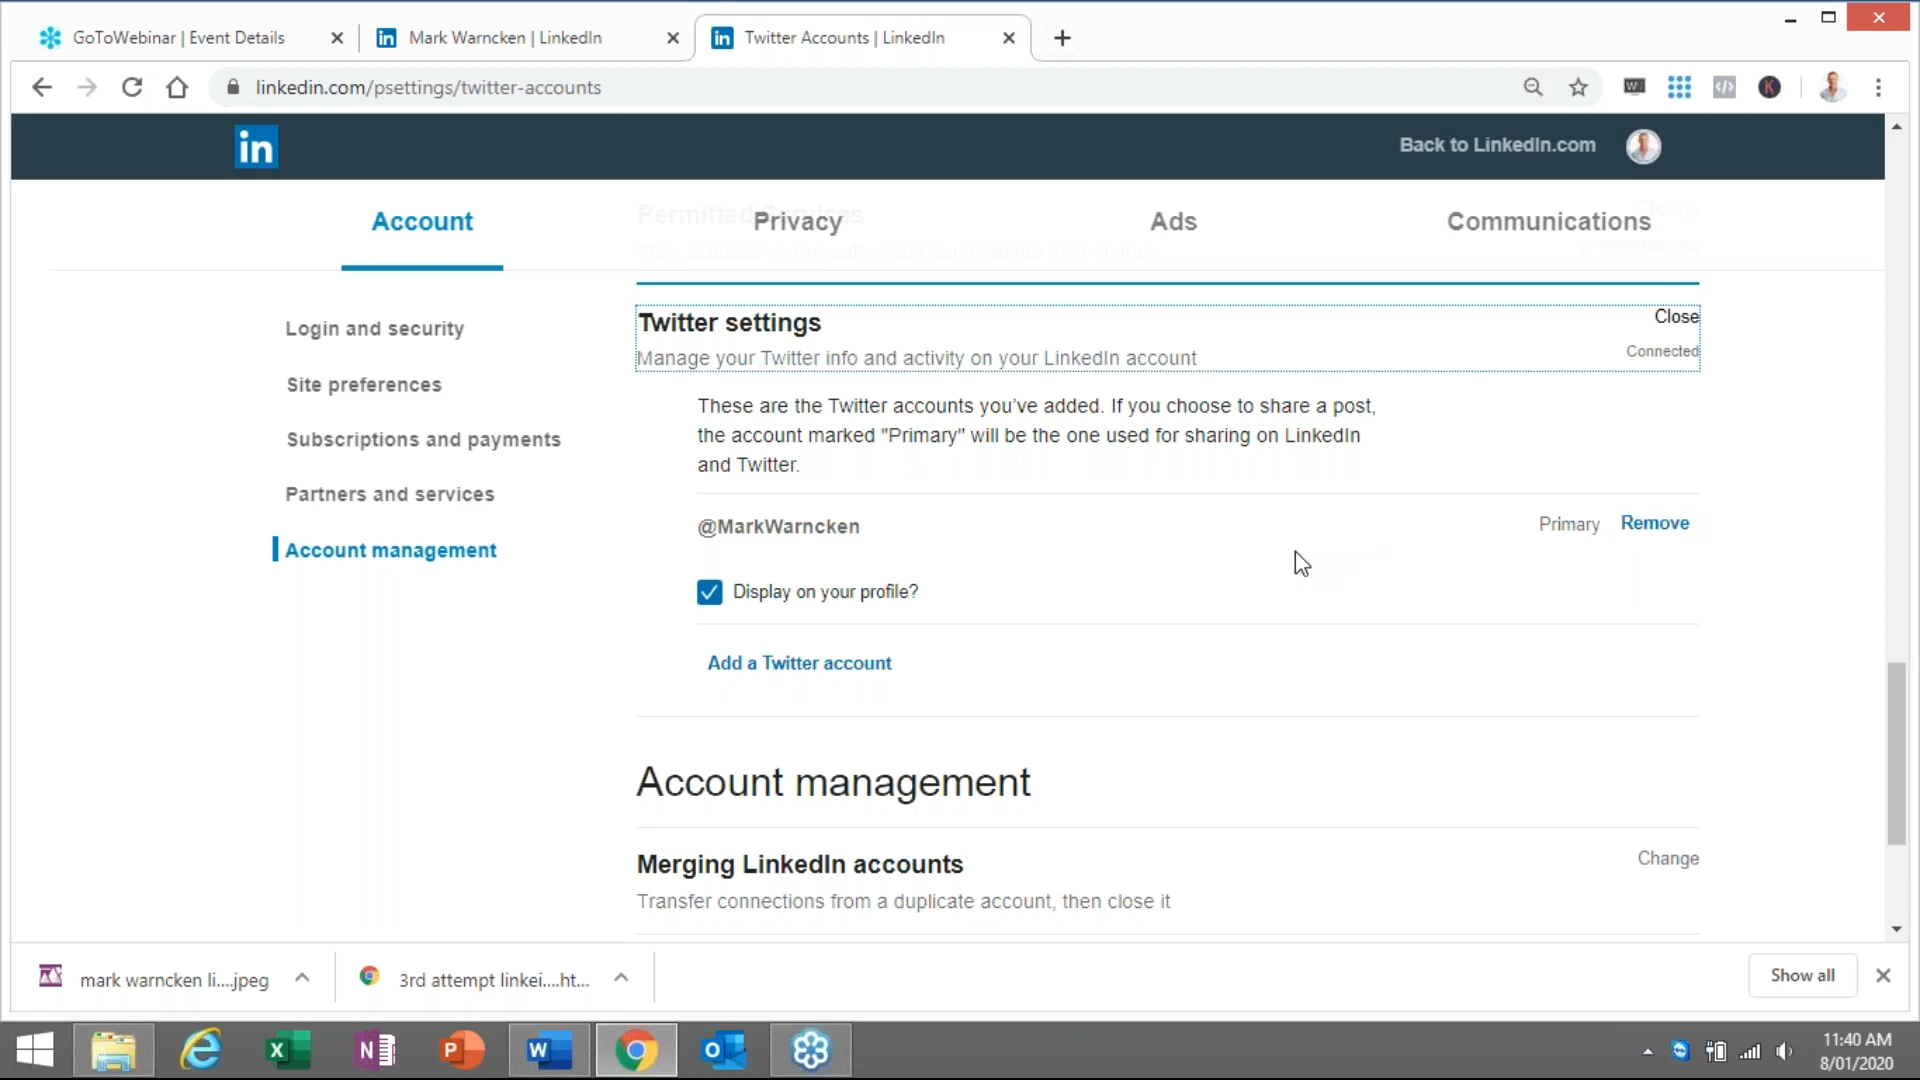 GoToWebinar | Event Details
Mark Warncken | LinkedIn
Twitter Accounts | LinkedIn
linkedin.com/psettings/twitter-accounts
in
Back to LinkedIn.com
Permitted Services
Account
Privacy
Ads
Communications
Login and security
Site preferences
Subscriptions and payments
Partners and services
Account management
Twitter settings
Close
Manage your Twitter info and activity on your LinkedIn account
Connected
These are the Twitter accounts you’ve added. If you choose to share a post,
the account marked "Primary" will be the one used for sharing on LinkedIn
and Twitter.
@MarkWarncken
Primary
Remove
Display on your profile?
Add a Twitter account
Account management
Merging LinkedIn accounts
Change
Transfer connections from a duplicate account, then close it
mark warncken li....jpeg
3rd attempt linkei....ht...
Show all
11:40 AM
8/01/2020